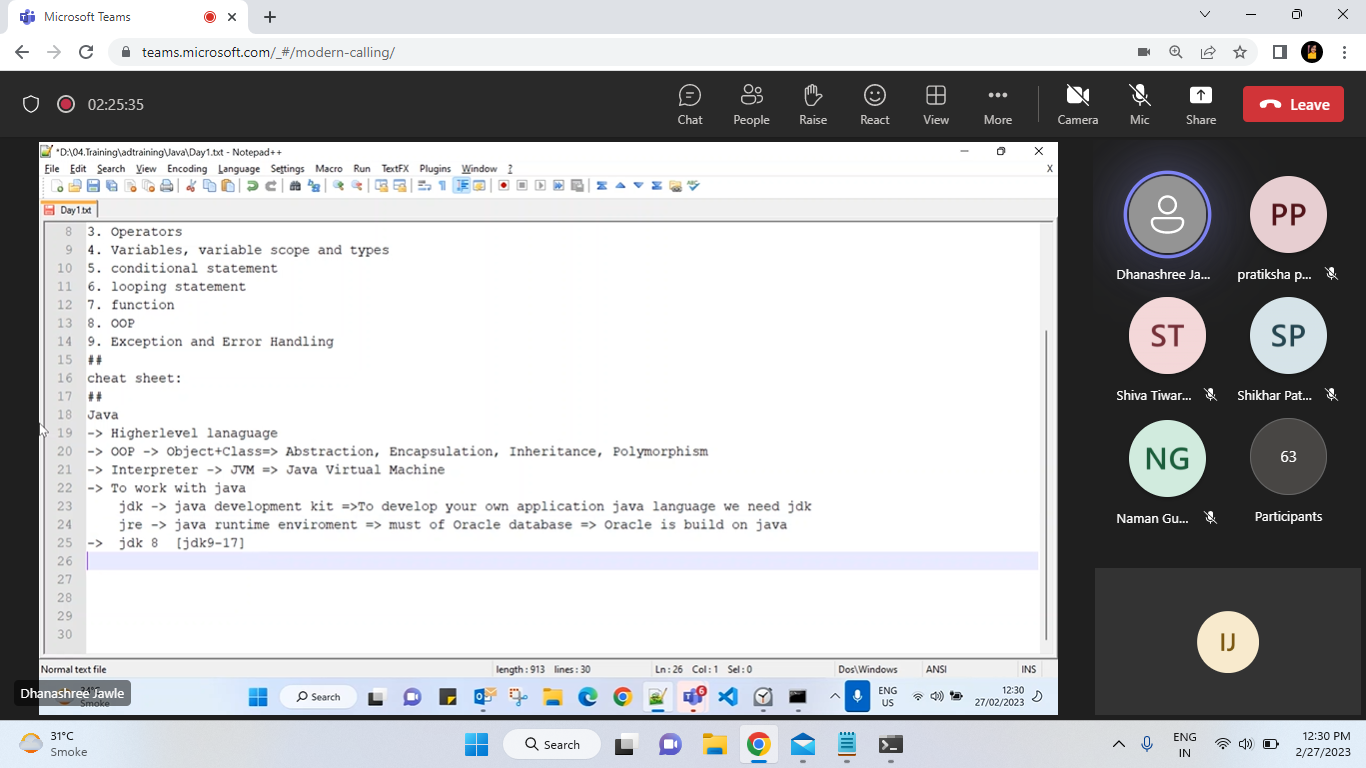 Microsoft Teams
teams.microsoft.com/_#/modern-calling/
02:25:35
Chat
People
Raise
React
View
More
Camera
Mic
Share
Leave
*D:\04.Training\adtraining\Java\Day1.txt - Notepad++
File Edit Search View Encoding Language Settings Macro Run TextFX Plugins Window ?
X
Day1.txt
8 3. Operators
9 4. Variables, variable scope and types
10 5. conditional statement
11 6. looping statement
12 7. function
13 8. OOP
14 9. Exception and Error Handling
15 ##
16 cheat sheet:
17 ##
18 Java
19 -> Higherlevel lanaguage
20 -> OOP -> Object+Class=> Abstraction, Encapsulation, Inheritance, Polymorphism
21 -> Interpreter -> JVM => Java Virtual Machine
22 -> To work with java
23 jdk -> java development kit =>To develop your own application java language we need jdk
24 jre -> java runtime enviroment => must of Oracle database => Oracle is build on java
25 -> jdk 8 [jdk9-17]
26
27
28
29
30
Normal text file
length : 913 lines : 30
Ln : 26 Col : 1 Sel : 0
Dos\Windows
ANSI
INS
Dhanashree Jawle
Smoke
Search
6
ENG
US
12:30
27/02/2023
Dhanashree Ja...
PP
pratiksha p...
ST
Shiva Tiwar...
SP
Shikhar Pat...
NG
Naman Gu...
63
Participants
IJ
31°C
Smoke
Search
ENG
IN
12:30 PM
2/27/2023